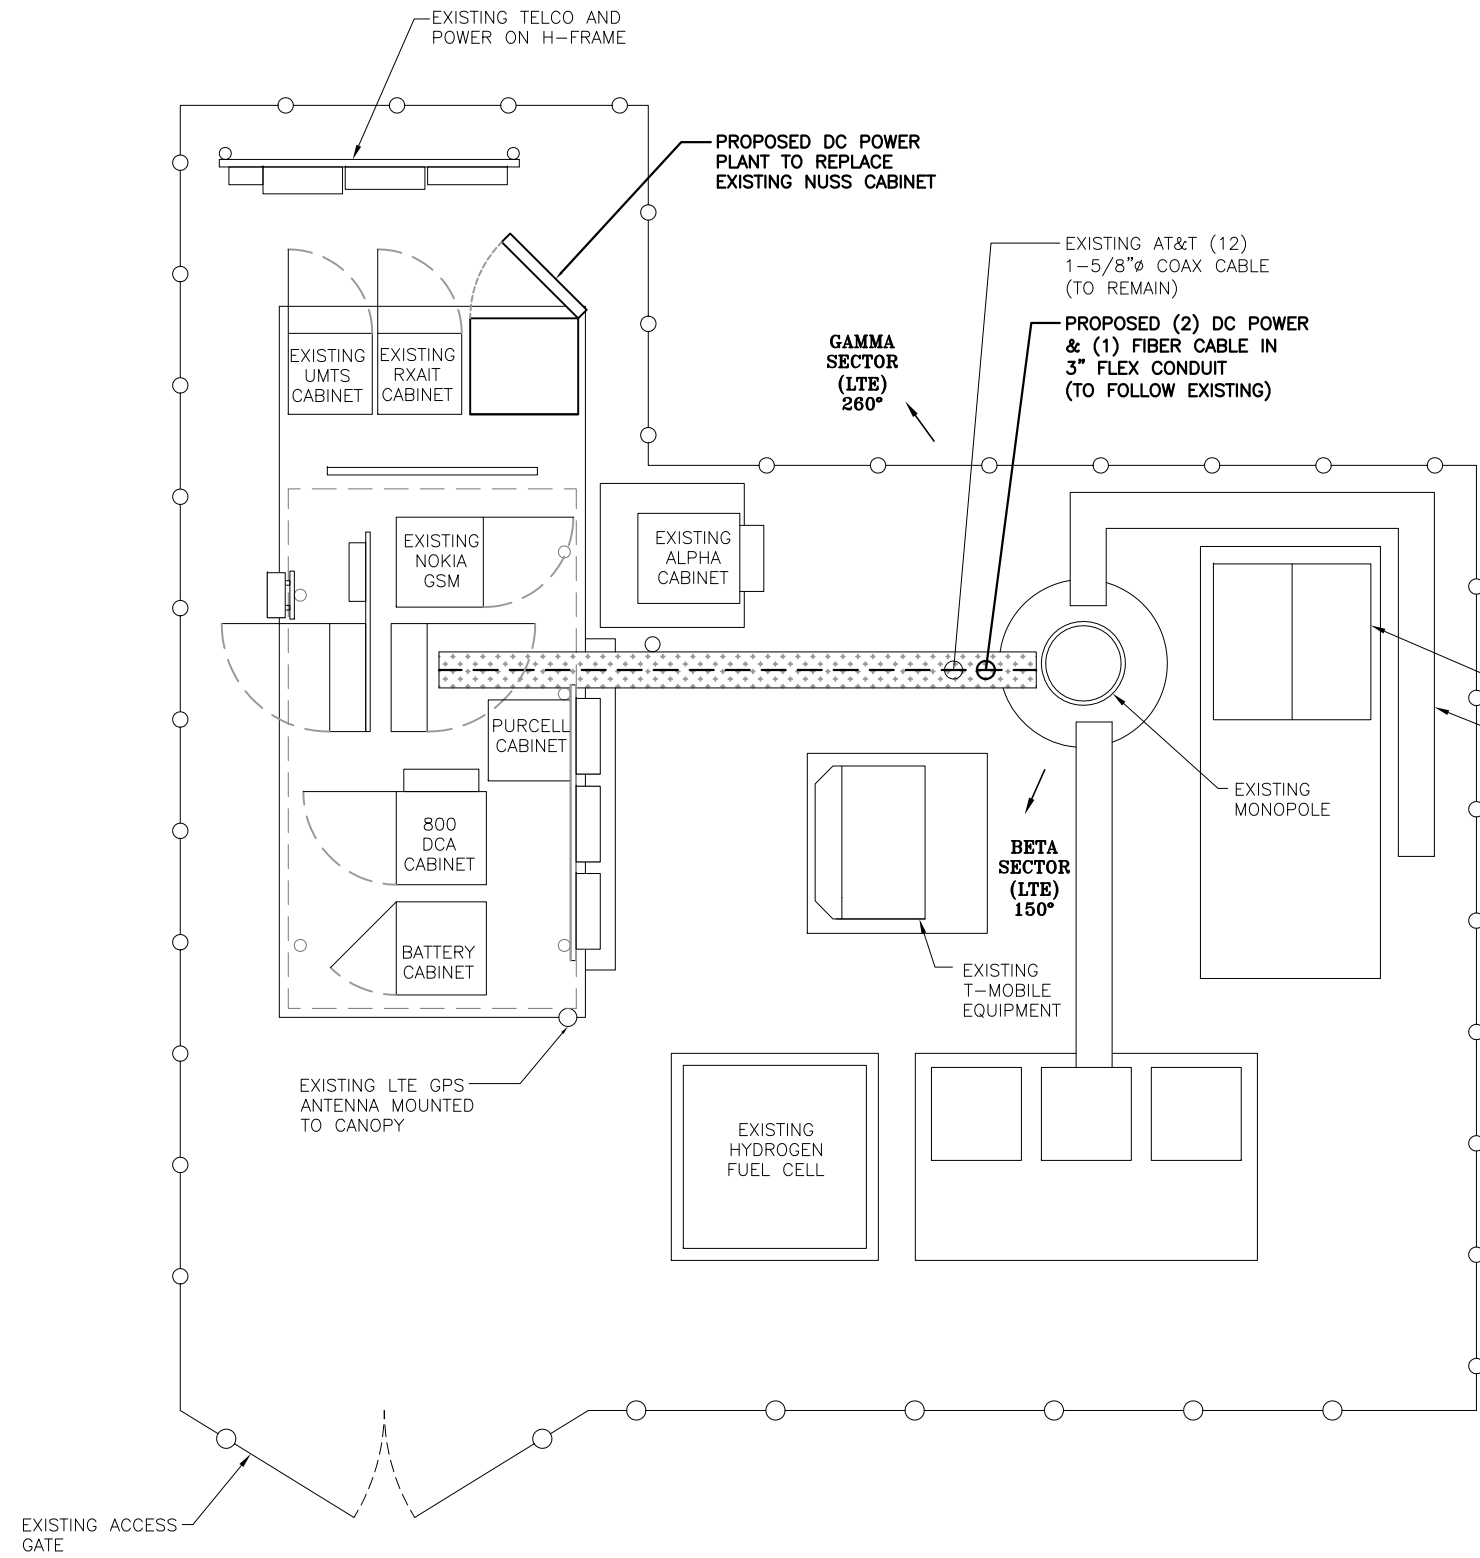 EXISTING TELCO AND
POWER ON H-FRAME
PROPOSED DC POWER
PLANT TO REPLACE
EXISTING NUSS CABINET
EXISTING AT&T (12)
1-5/8"ø COAX CABLE
(TO REMAIN)
PROPOSED (2) DC POWER
& (1) FIBER CABLE IN
3" FLEX CONDUIT
(TO FOLLOW EXISTING)
GAMMA
SECTOR
(LTE)
260°
EXISTING
UMTS
CABINET
EXISTING
RXAIT
CABINET
EXISTING
NOKIA
GSM
EXISTING
ALPHA
CABINET
PURCELL
CABINET
800
DCA
CABINET
BATTERY
CABINET
EXISTING
MONOPOLE
BETA
SECTOR
(LTE)
150°
EXISTING
T-MOBILE
EQUIPMENT
EXISTING LTE GPS
ANTENNA MOUNTED
TO CANOPY
EXISTING
HYDROGEN
FUEL CELL
EXISTING ACCESS
GATE